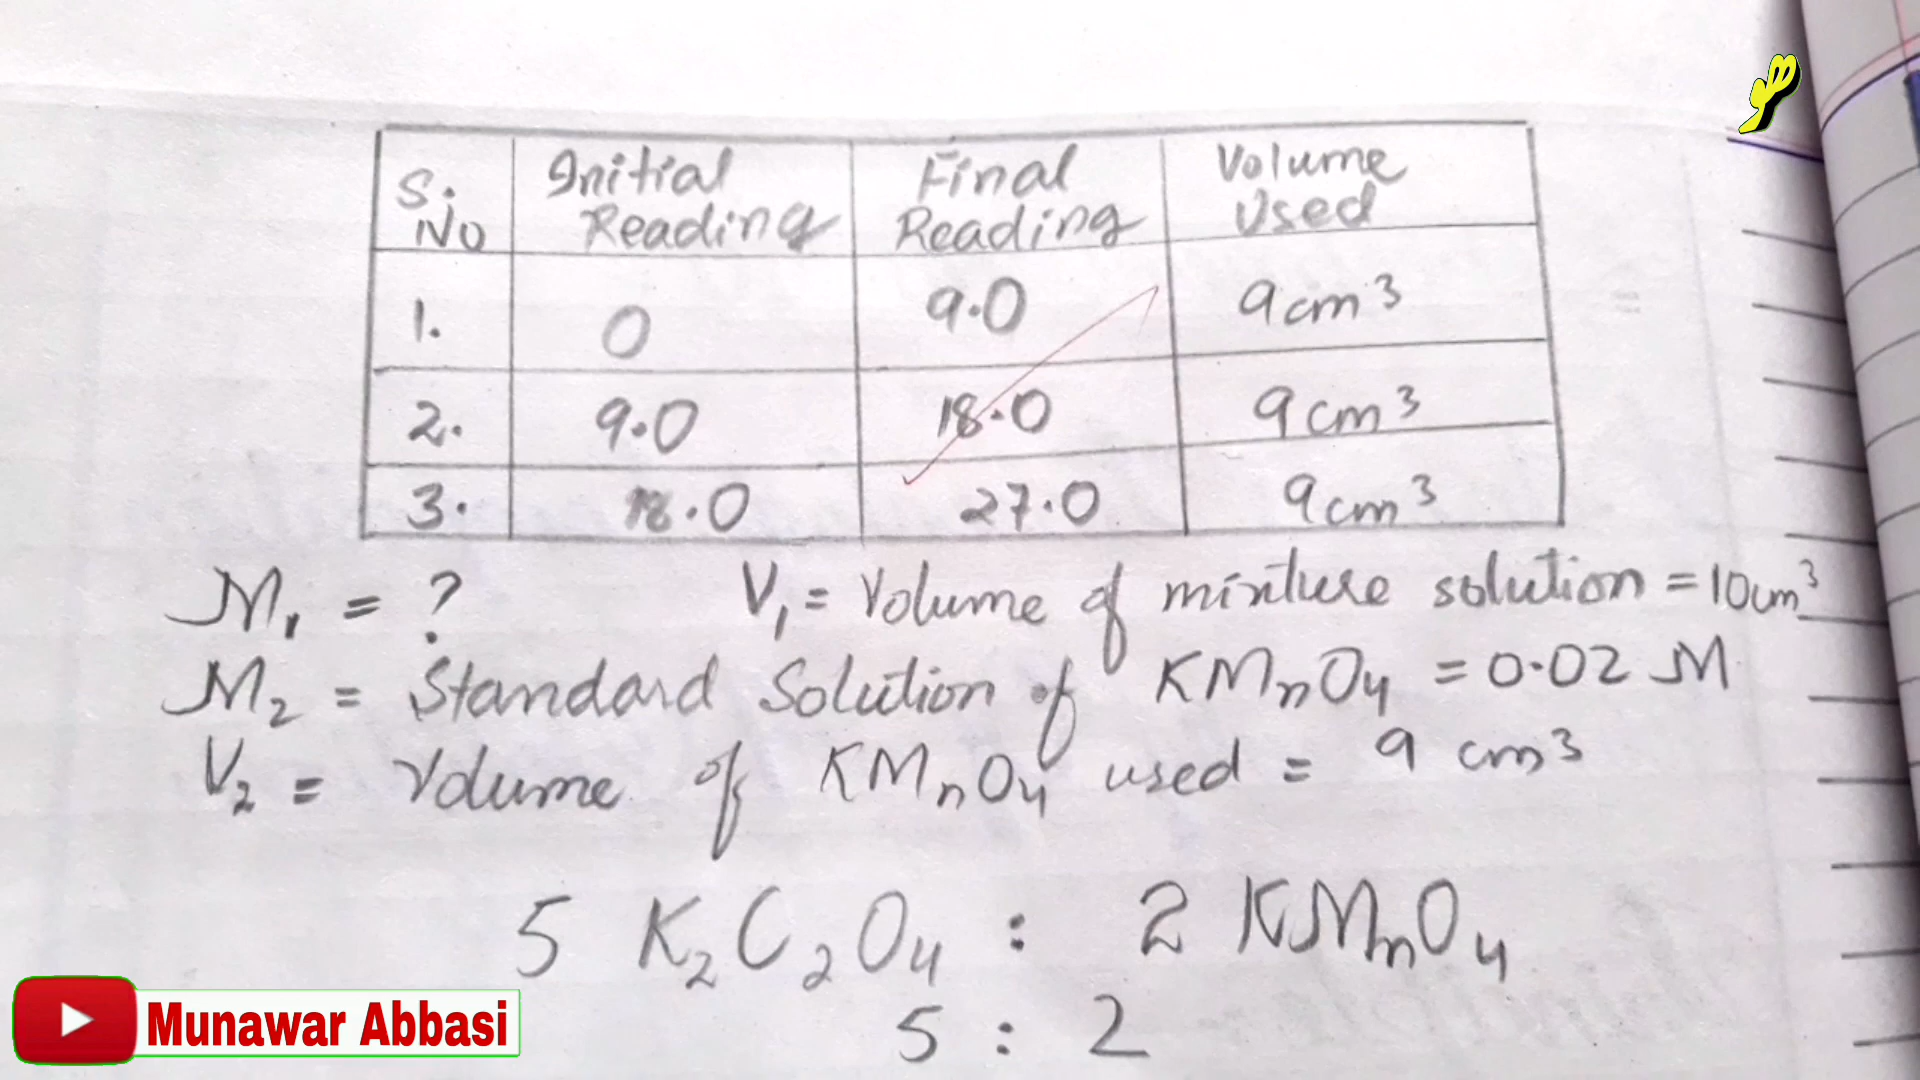 S. No | Initial Reading | Final Reading | Volume Used
1. | 0 | 9.0 | 9 cm³
2. | 9.0 | 18.0 | 9 cm³
3. | 18.0 | 27.0 | 9 cm³
M₁ = ? V₁ = Volume of mixture solution = 10cm³
M₂ = Standard Solution of KMnO₄ = 0.02 M
V₂ = Volume of KMnO₄ used = 9 cm³
5 K₂C₂O₄ : 2 KMnO₄
5 : 2
Munawar Abbasi